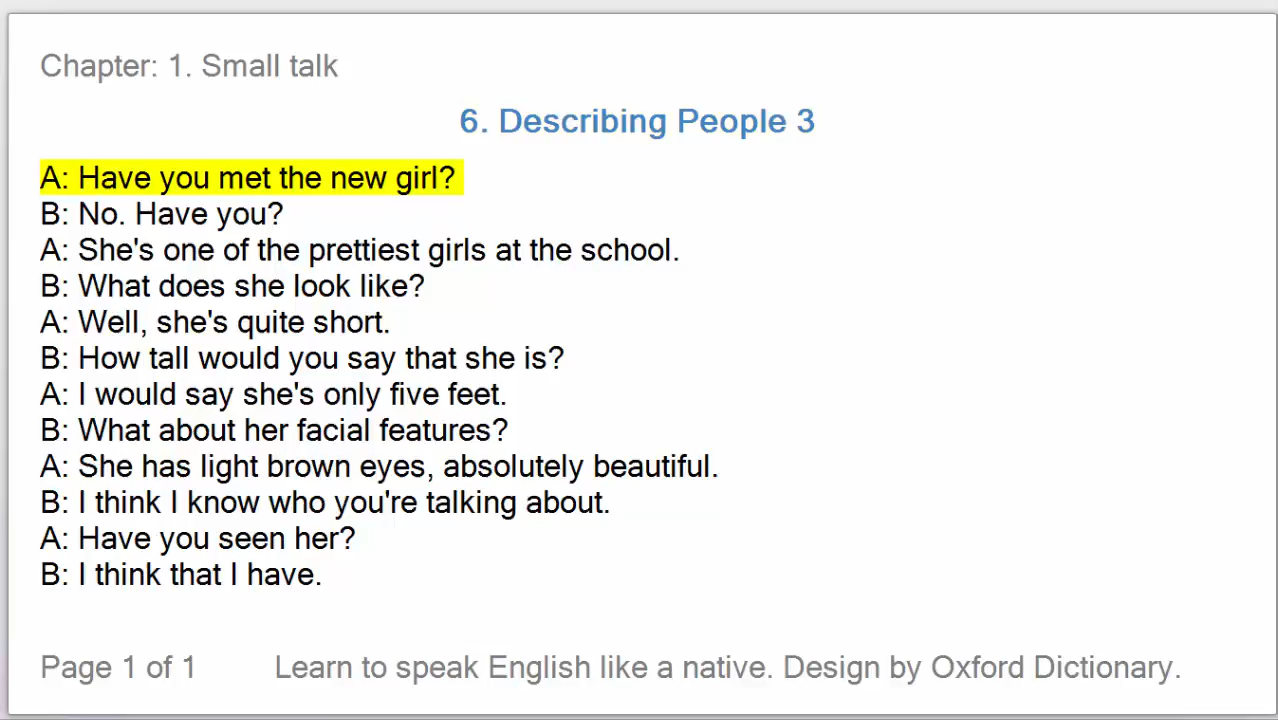 Chapter: 1. Small talk
6. Describing People 3
A: Have you met the new girl?
B: No. Have you?
A: She's one of the prettiest girls at the school.
B: What does she look like?
A: Well, she's quite short.
B: How tall would you say that she is?
A: I would say she's only five feet.
B: What about her facial features?
A: She has light brown eyes, absolutely beautiful.
B: I think I know who you're talking about.
A: Have you seen her?
B: I think that I have.
Page 1 of 1 Learn to speak English like a native. Design by Oxford Dictionary.